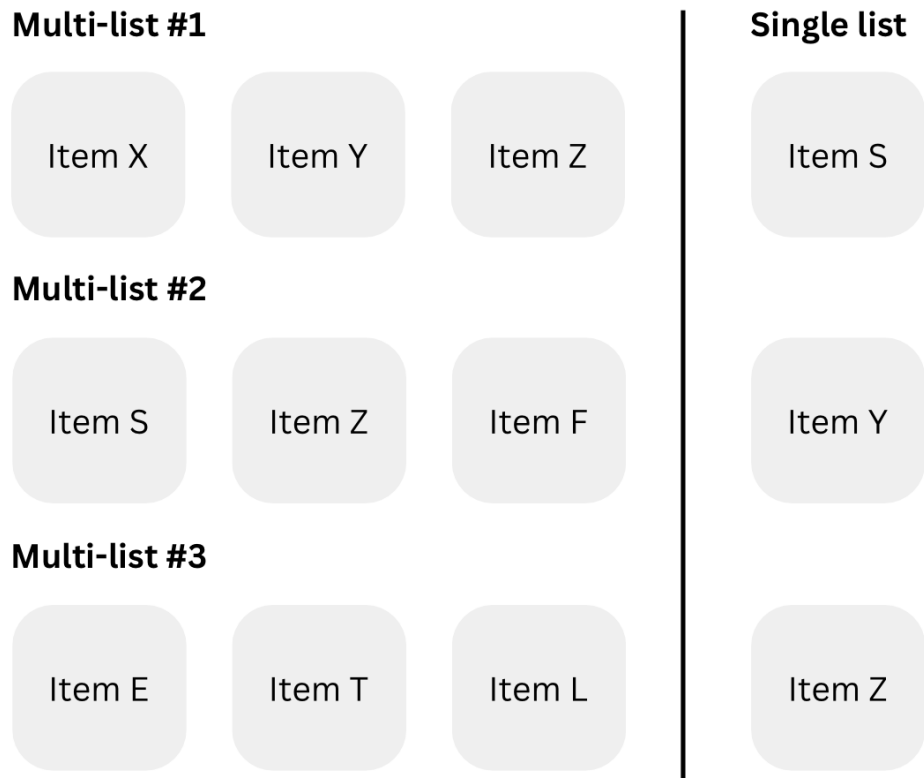 Multi-list #1
Item X
Item Y
Item Z
Multi-list #2
Item S
Item Z
Item F
Multi-list #3
Item E
Item T
Item L
Single list
Item S
Item Y
Item Z